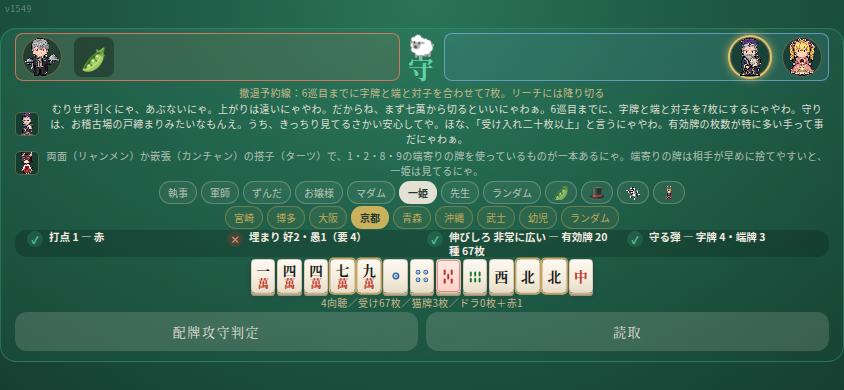 v1549
守
撤退予約線：6巡目までに字牌と端と対子を合わせて7枚。リーチには降り切る
むりせず引くにゃ、あぶないにゃ。上がりは遠いにゃやわ。だからね、まず七萬から切るといいにゃわぁ。6巡目までに、字牌と端と対子を7枚にするにゃやわ。守り
は、お稽古場の戸締まりみたいなもんえ。うち、きっちり見てるさかい安心してや。ほな、「受け入れ二十枚以上」と言うにゃやわ。有効牌の枚数が特に多い手って事
だにゃわぁ。
両面（リャンメン）か嵌張（カンチャン）の搭子（ターツ）で、1・2・8・9の端寄りの牌を使っているものが一本あるにゃ。端寄りの牌は相手が早めに捨てやすいと、
一姫は見てるにゃ。
執事 軍師 ずんだ お嬢様 マダム 一姫 先生 ランダム
宮崎 博多 大阪 京都 青森 沖縄 武士 幼児 ランダム
✓ 打点 1 — 赤
✕ 埋まり 好2・愚1（要 4）
✓ 伸びしろ 非常に広い — 有効牌 20
種 67枚
✓ 守る弾 — 字牌 4・端牌 3
一萬 四萬 四萬 七萬 九萬 西 北 北 中
4向聴／受け67枚／猫牌3枚／ドラ0枚＋赤1
配牌攻守判定
読取